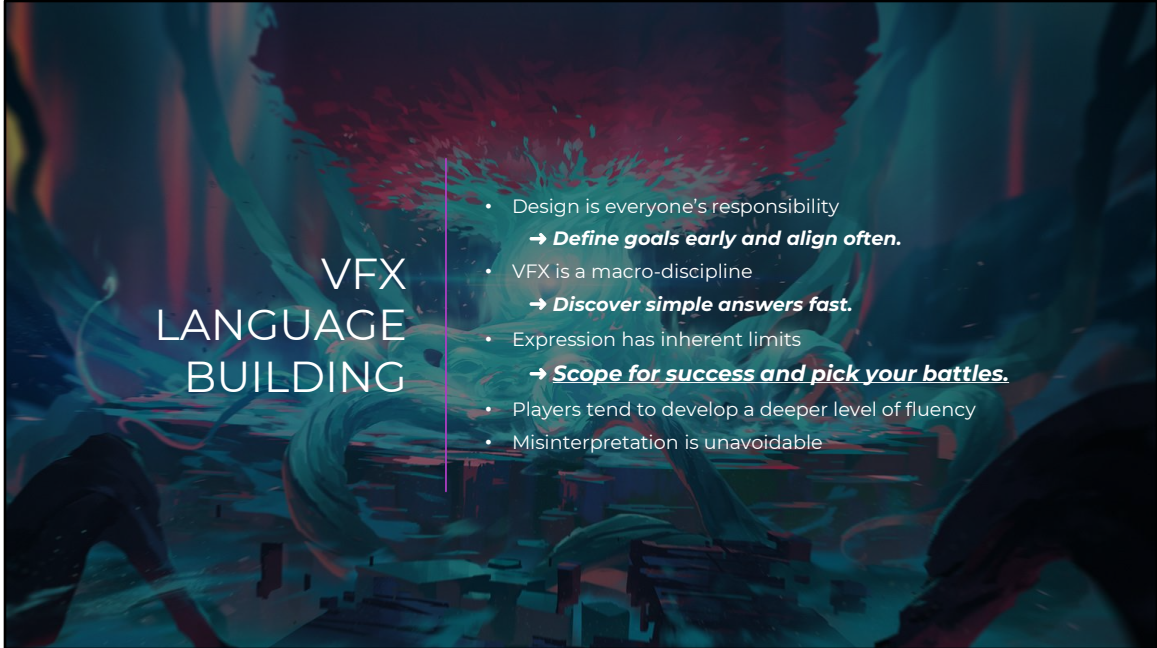 VFX
LANGUAGE
BUILDING
• Design is everyone’s responsibility
➜ Define goals early and align often.
• VFX is a macro-discipline
➜ Discover simple answers fast.
• Expression has inherent limits
➜ Scope for success and pick your battles.
• Players tend to develop a deeper level of fluency
• Misinterpretation is unavoidable